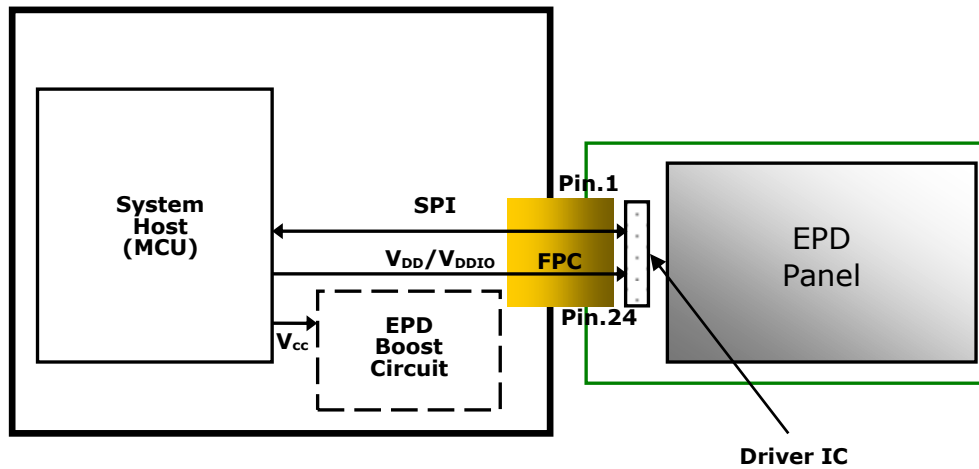 System
Host
(MCU)
SPI
VDD/VDDIO
FPC
Pin.1
Pin.24
Vcc
EPD
Boost
Circuit
EPD
Panel
Driver IC